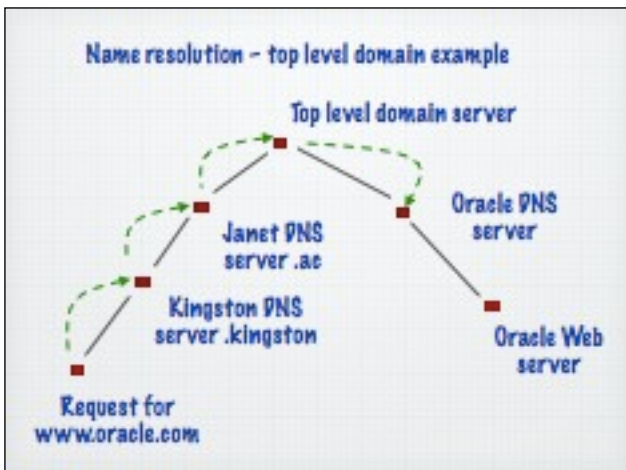 Name resolution – top level domain example
Top level domain server
Oracle DNS
server
Janet DNS
server .ac
Kingston DNS
server .kingston
Oracle Web
server
Request for
www.oracle.com